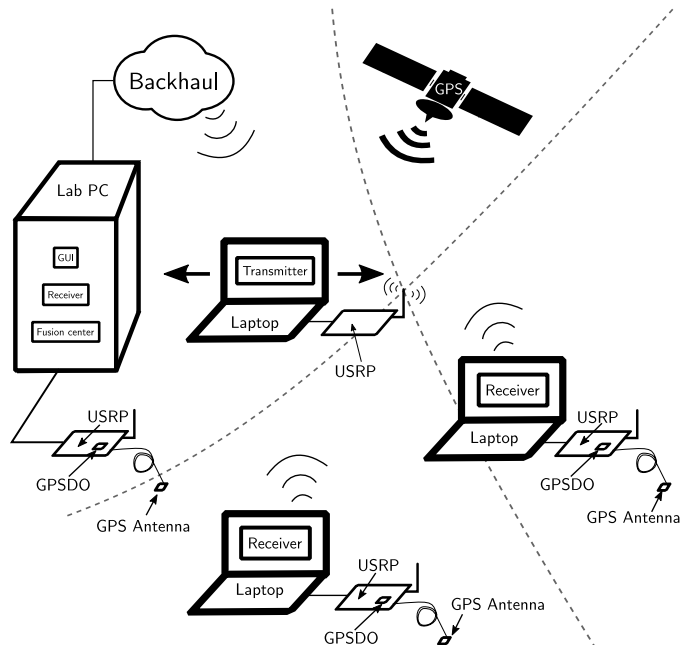 Backhaul
GPS
Lab PC
GUI
Receiver
Fusion center
Transmitter
Laptop
USRP
Receiver
Laptop
USRP
GPSDO
GPS Antenna
USRP
GPSDO
GPS Antenna
Receiver
Laptop
USRP
GPSDO
GPS Antenna